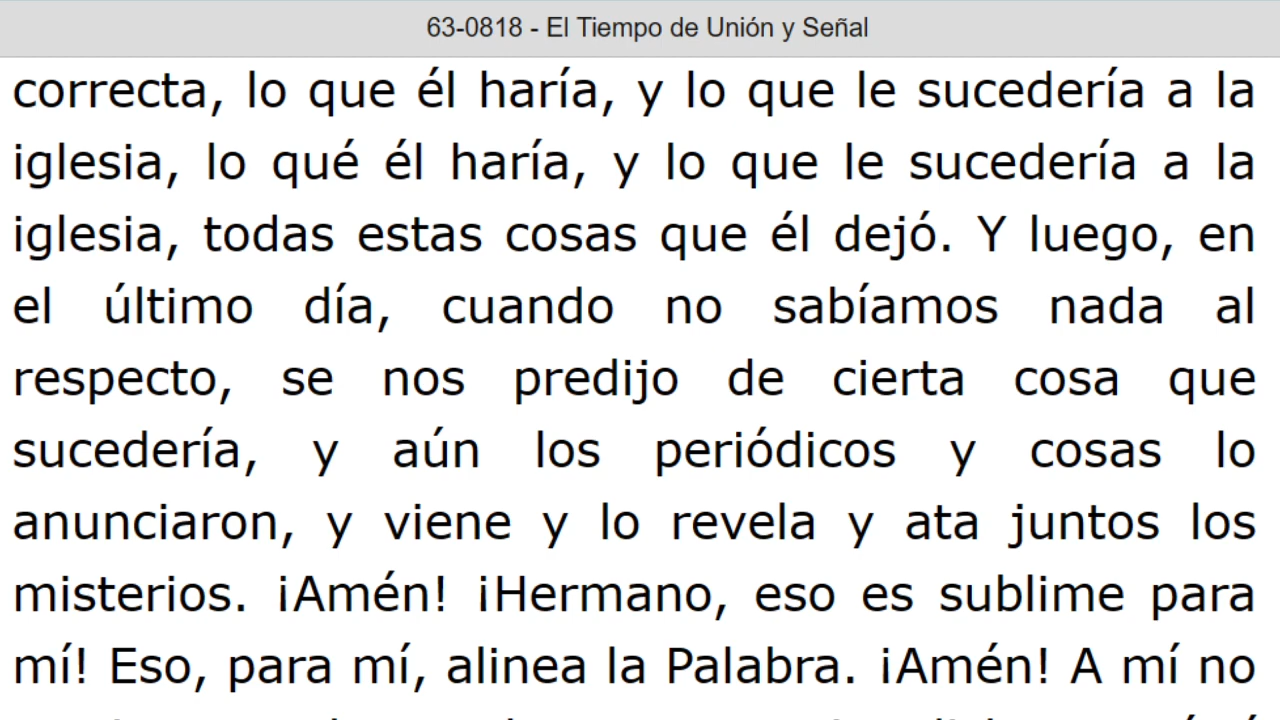 63-0818 - El Tiempo de Unión y Señal
correcta, lo que él haría, y lo que le sucedería a la
iglesia, lo qué él haría, y lo que le sucedería a la
iglesia, todas estas cosas que él dejó. Y luego, en
el último día, cuando no sabíamos nada al
respecto, se nos predijo de cierta cosa que
sucedería, y aún los periódicos y cosas lo
anunciaron, y viene y lo revela y ata juntos los
misterios. ¡Amén! ¡Hermano, eso es sublime para
mí! Eso, para mí, alinea la Palabra. ¡Amén! A mí no